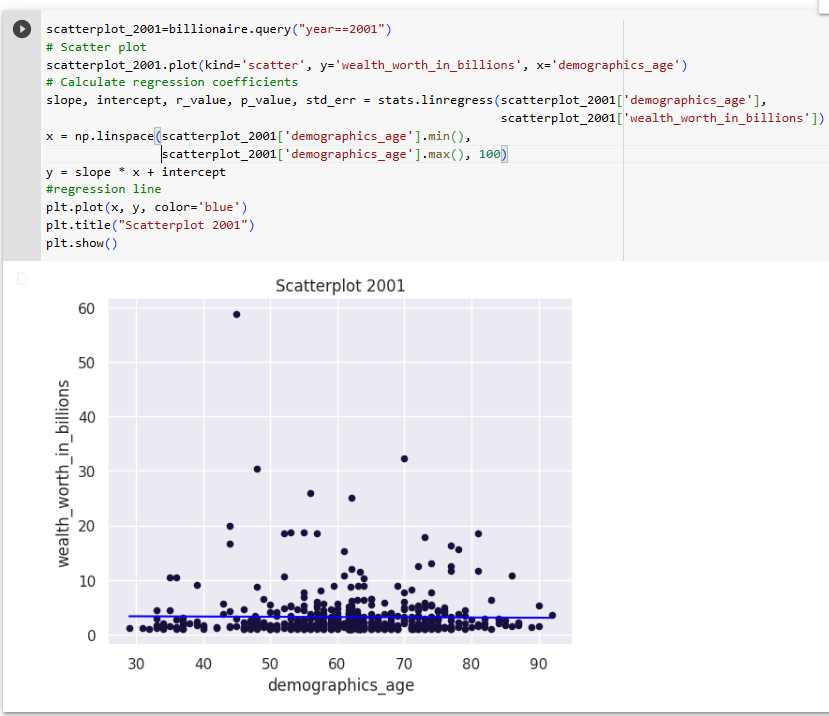 scatterplot_2001=billionaire.query("year==2001")
# Scatter plot
scatterplot_2001.plot(kind='scatter', y='wealth_worth_in_billions', x='demographics_age')
# Calculate regression coefficients
slope, intercept, r_value, p_value, std_err = stats.linregress(scatterplot_2001['demographics_age'],
scatterplot_2001['wealth_worth_in_billions'])
x = np.linspace(scatterplot_2001['demographics_age'].min(),
scatterplot_2001['demographics_age'].max(), 100)
y = slope * x + intercept
#regression line
plt.plot(x, y, color='blue')
plt.title("Scatterplot 2001")
plt.show()
Scatterplot 2001
60
50
40
30
20
10
0
wealth_worth_in_billions
30 40 50 60 70 80 90
demographics_age